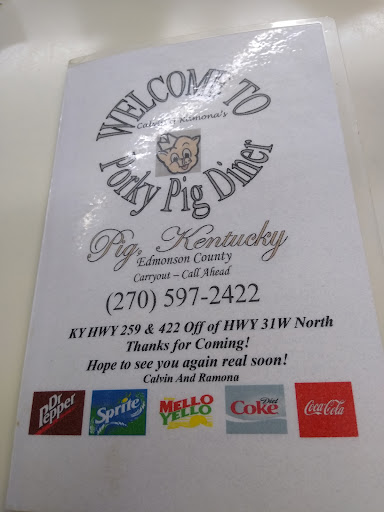 WELCOME TO
Calvin & Ramona's
Porky Pig Diner
Pig, Kentucky
Edmonson County
Carryout – Call Ahead
(270) 597-2422
KY HWY 259 & 422 Off of HWY 31W North
Thanks for Coming!
Hope to see you again real soon!
Calvin And Ramona
Dr Pepper
Sprite
MELLO YELLO
Diet Coke
Coca-Cola